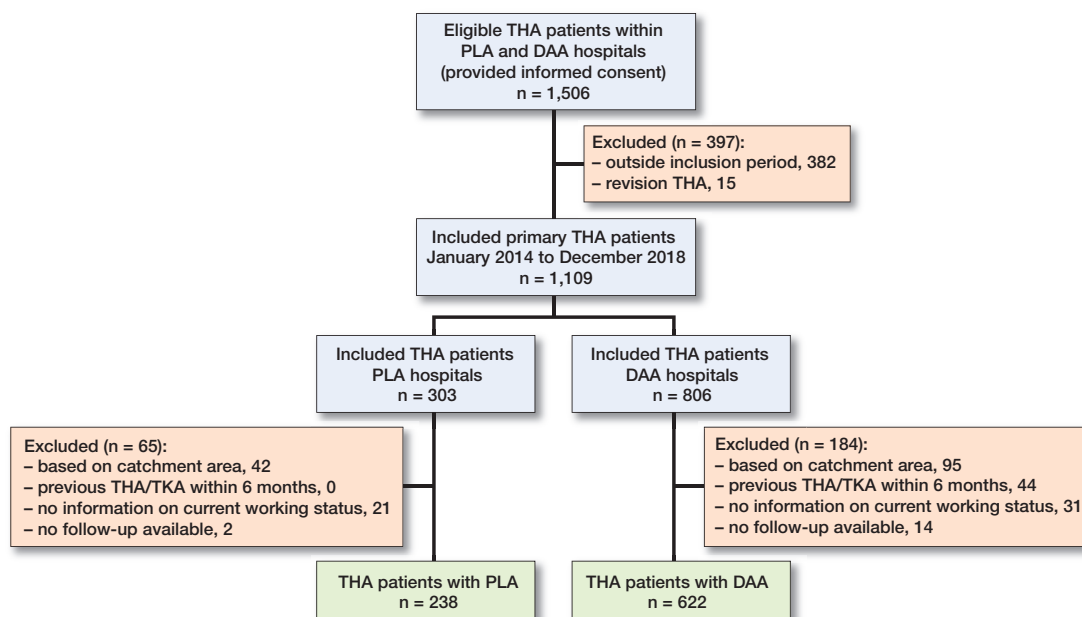 Eligible THA patients within
PLA and DAA hospitals
(provided informed consent)
n = 1,506
Excluded (n = 397):
– outside inclusion period, 382
– revision THA, 15
Included primary THA patients
January 2014 to December 2018
n = 1,109
Included THA patients
PLA hospitals
n = 303
Included THA patients
DAA hospitals
n = 806
Excluded (n = 65):
– based on catchment area, 42
– previous THA/TKA within 6 months, 0
– no information on current working status, 21
– no follow-up available, 2
Excluded (n = 184):
– based on catchment area, 95
– previous THA/TKA within 6 months, 44
– no information on current working status, 31
– no follow-up available, 14
THA patients with PLA
n = 238
THA patients with DAA
n = 622